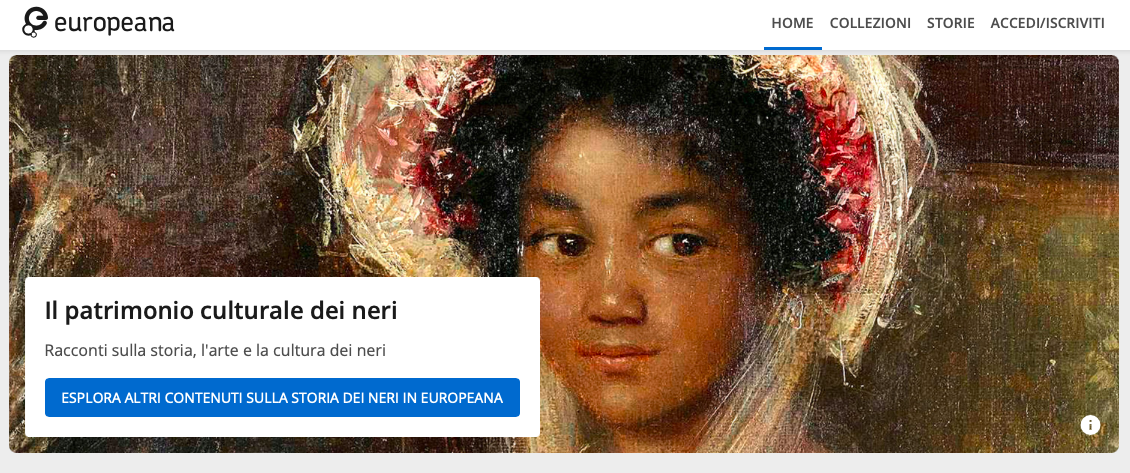 europeana
HOME COLLEZIONI STORIE ACCEDI/ISCRIVITI
Il patrimonio culturale dei neri
Racconti sulla storia, l'arte e la cultura dei neri
ESPLORA ALTRI CONTENUTI SULLA STORIA DEI NERI IN EUROPEANA